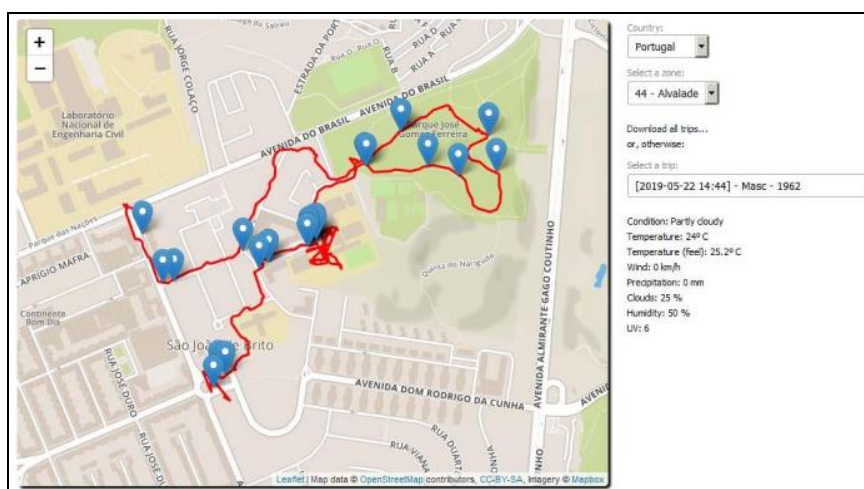 +
−
RUA JORGE COLAÇO
ESTRADA DA
RUA B
AVENIDA DO BRASIL
AVENIDA DO BRASIL
Laboratório
Nacional de
Engenharia Civil
Parque José
Gomes Ferreira
Parque das Nações
APRÍGIO MAFRA
Continente
Bom Dia
RUA JOSÉ DURO
São João de Brito
Quinta do Narigudo
AVENIDA ALMIRANTE GAGO COUTINHO
AVENIDA DOM RODRIGO DA CUNHA
RUA VIANA
RUA DUARTE
Leaflet | Map data © OpenStreetMap contributors, CC-BY-SA, Imagery © Mapbox
Country:
Portugal
Select a zone:
44 - Alvalade
Download all trips...
or, otherwise:
Select a trip:
[2019-05-22 14:44] - Masc - 1962
Condition: Partly cloudy
Temperature: 24º C
Temperature (feel): 25.2º C
Wind: 0 km/h
Precipitation: 0 mm
Clouds: 25 %
Humidity: 50 %
UV: 6